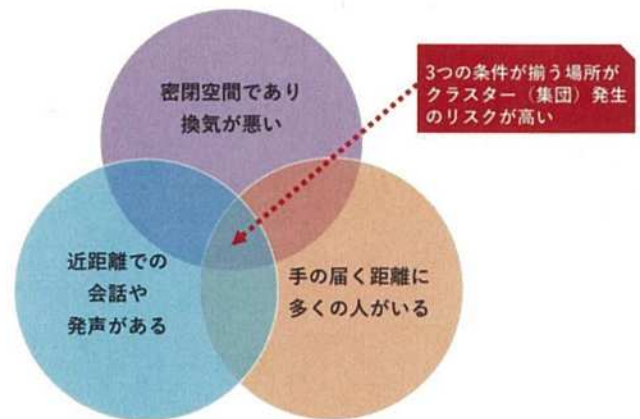 密閉空間であり
換気が悪い
3つの条件が揃う場所が
クラスター（集団）発生
のリスクが高い
近距離での
会話や
発声がある
手の届く距離に
多くの人がいる